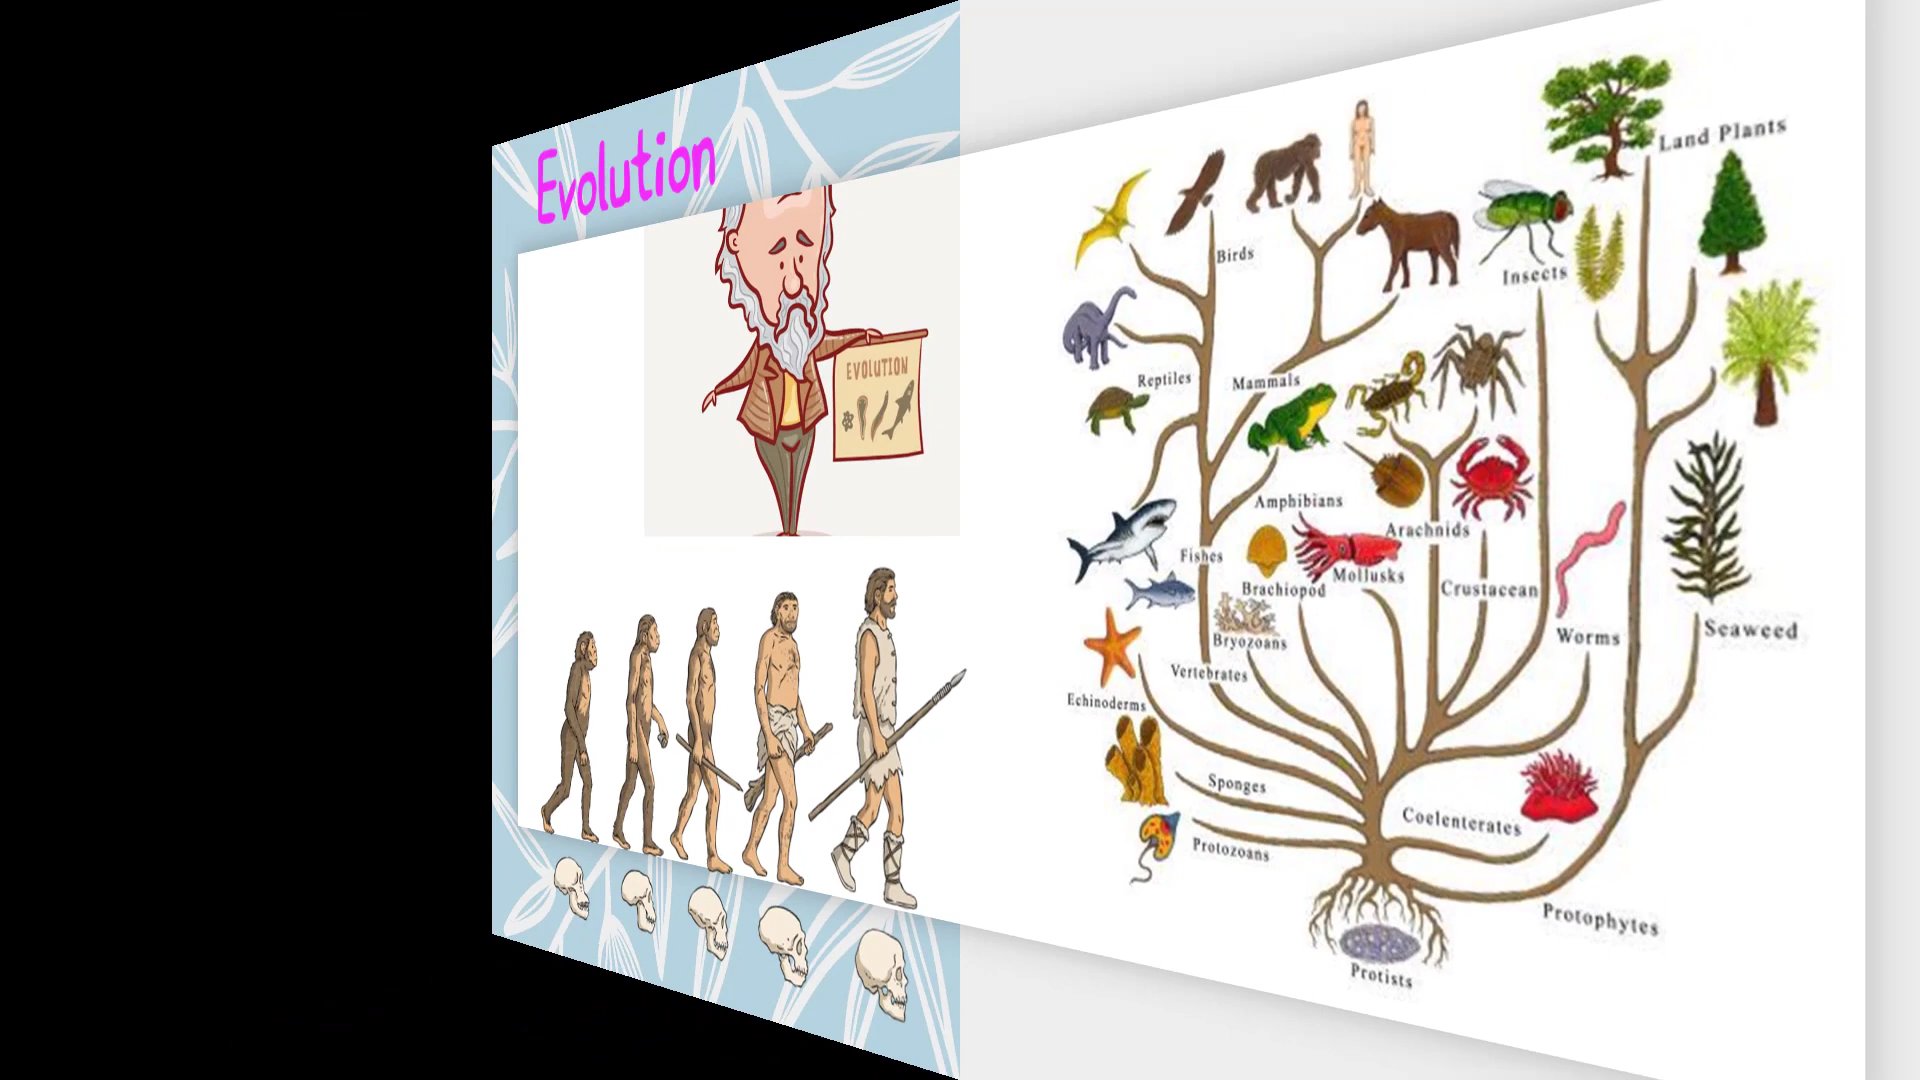 Evolution
EVOLUTION
Land Plants
Birds
Insects
Reptiles
Mammals
Amphibians
Arachnids
Fishes
Mollusks
Brachiopod
Crustacean
Bryozoans
Worms
Seaweed
Vertebrates
Echinoderms
Sponges
Coelenterates
Protozoans
Protophytes
Protists